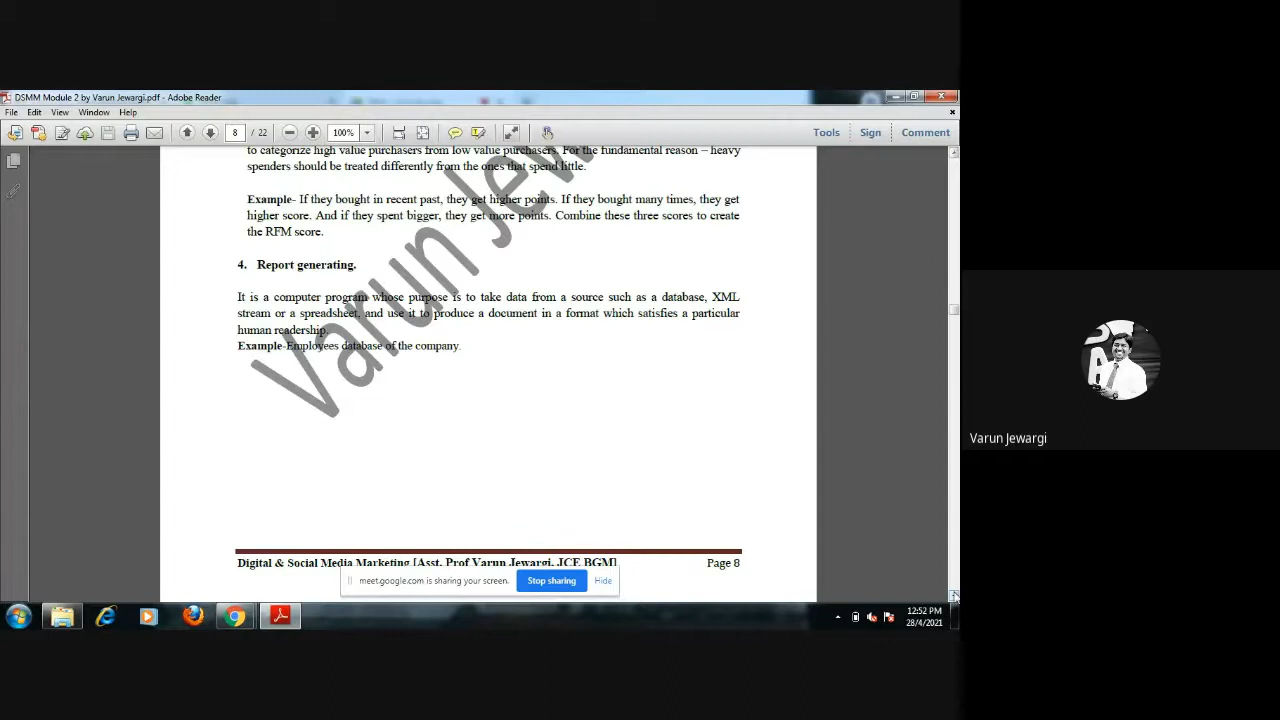 DSMM Module 2 by Varun Jewargi.pdf - Adobe Reader
File Edit View Window Help
8 / 22 100% Tools Sign Comment
to categorize high value purchasers from low value purchasers. For the fundamental reason – heavy
spenders should be treated differently from the ones that spend little.
Example- If they bought in recent past, they get higher points. If they bought many times, they get
higher score. And if they spent bigger, they get more points. Combine these three scores to create
the RFM score.
4. Report generating.
It is a computer program whose purpose is to take data from a source such as a database, XML
stream or a spreadsheet, and use it to produce a document in a format which satisfies a particular
human readership.
Example-Employees database of the company.
Varun Jew
Digital & Social Media Marketing [Asst. Prof Varun Jewargi, JCE BGM] Page 8
meet.google.com is sharing your screen. Stop sharing Hide
12:52 PM
28/4/2021
Varun Jewargi